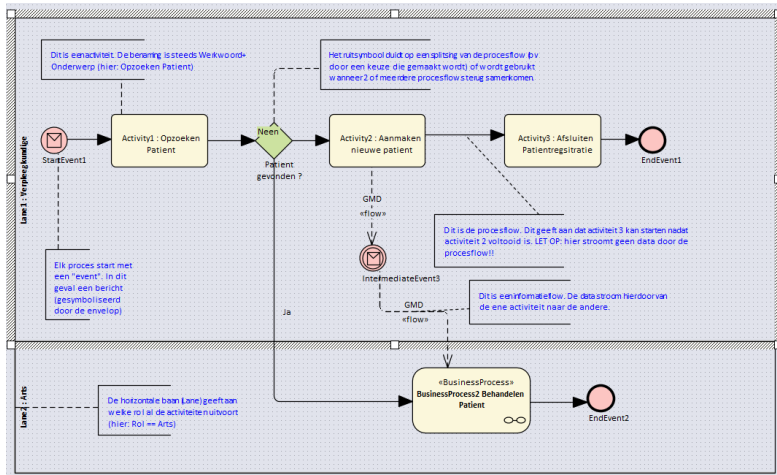 Dit is eenactiviteit. De benaming is steeds Werkwoord+
Onderwerp (hier: Opzoeken Patient)
Het ruitsymbool duidt op een splitsing van de procesflow (bv
door een keuze die gemaakt wordt) of wordt gebruikt
wanneer 2 of meerdere procesflows terug samenkomen.
Lane1 : Verpleegkundige
StartEvent1
Activity1 : Opzoeken
Patient
Neen
Patient
gevonden ?
Activity2 : Aanmaken
nieuwe patient
Activity3 : Afsluiten
Patientregsitratie
EndEvent1
GMD
«flow»
Dit is de procesflow. Dit geeft aan dat activiteit 3 kan starten nadat
activiteit 2 voltooid is. LET OP: hier stroomt geen data door de
procesflow!!
Elk proces start met
een "event". In dit
geval een bericht
(gesymboliseerd
door de envelop)
IntermediateEvent3
Dit is eeninformatieflow. De data stroom hierdoor van
de ene activiteit naar de andere.
GMD
«flow»
Ja
Lane2 : Arts
De horizontale baan (Lane) geeft aan
welke rol al de activiteiten uitvoort
(hier: Rol == Arts)
«BusinessProcess»
BusinessProcess2 Behandelen
Patient
EndEvent2